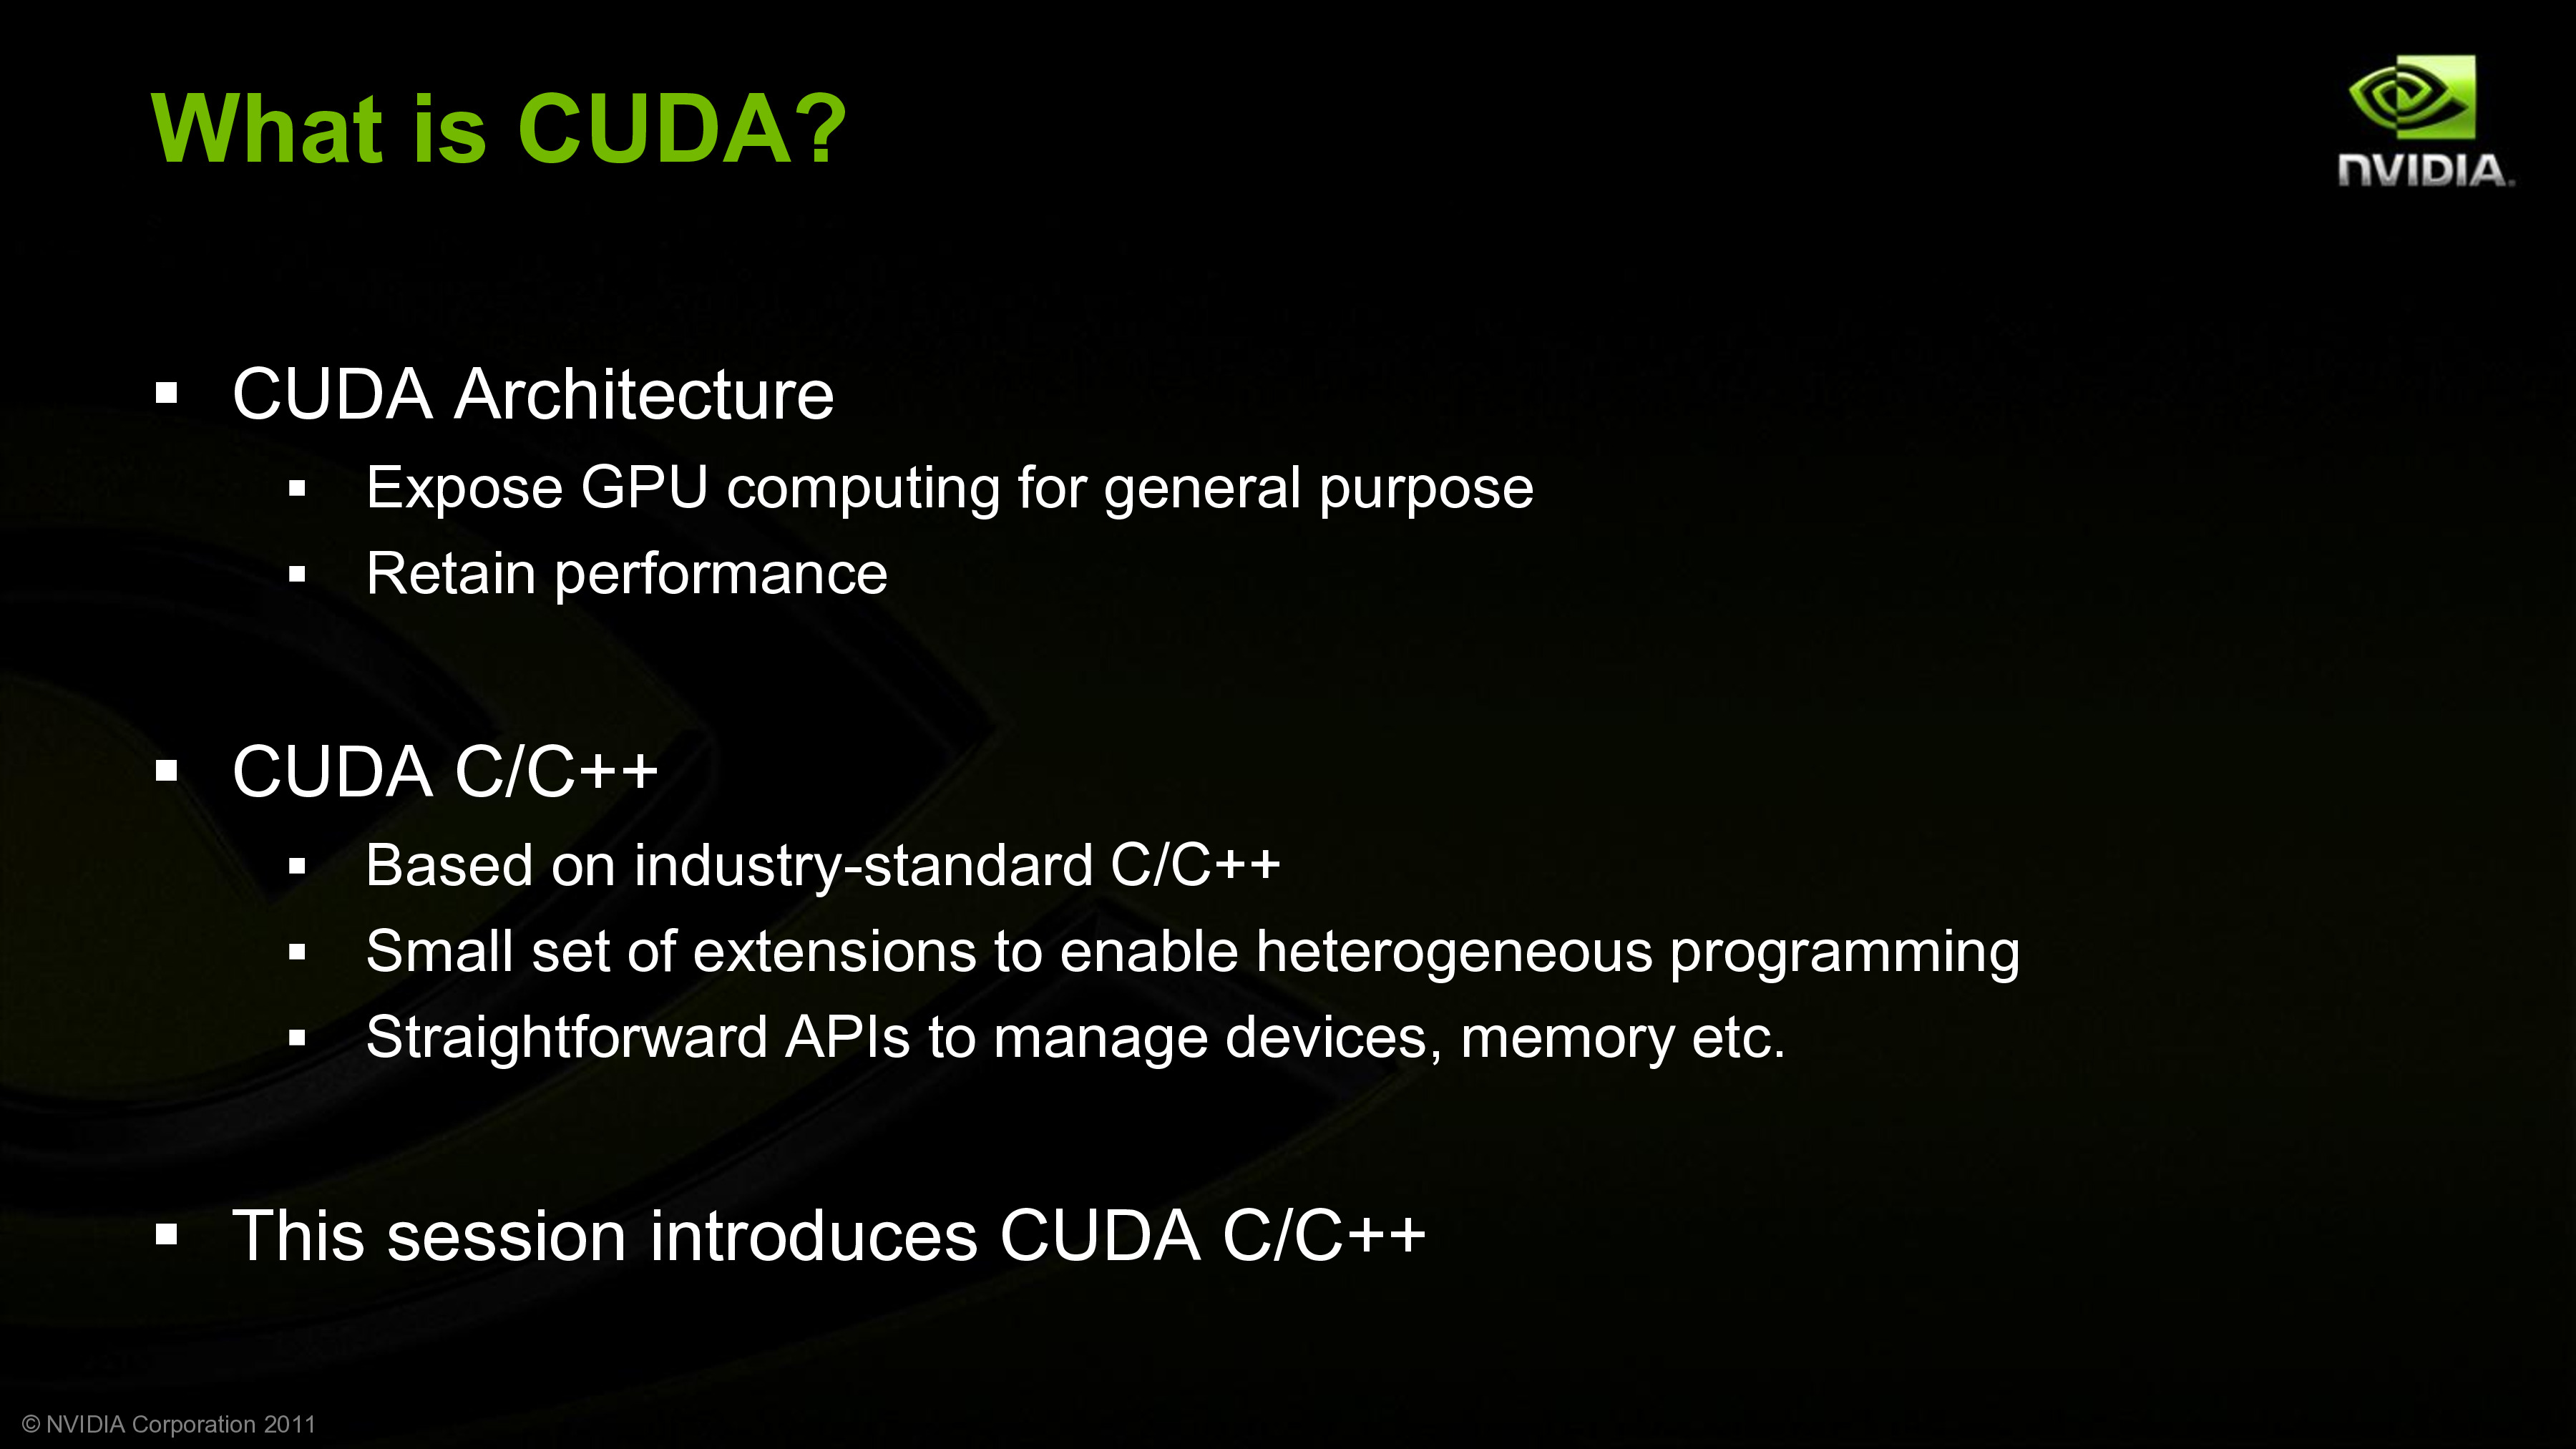 What is CUDA?
NVIDIA.
▪ CUDA Architecture
▪ Expose GPU computing for general purpose
▪ Retain performance
▪ CUDA C/C++
▪ Based on industry-standard C/C++
▪ Small set of extensions to enable heterogeneous programming
▪ Straightforward APIs to manage devices, memory etc.
▪ This session introduces CUDA C/C++
© NVIDIA Corporation 2011